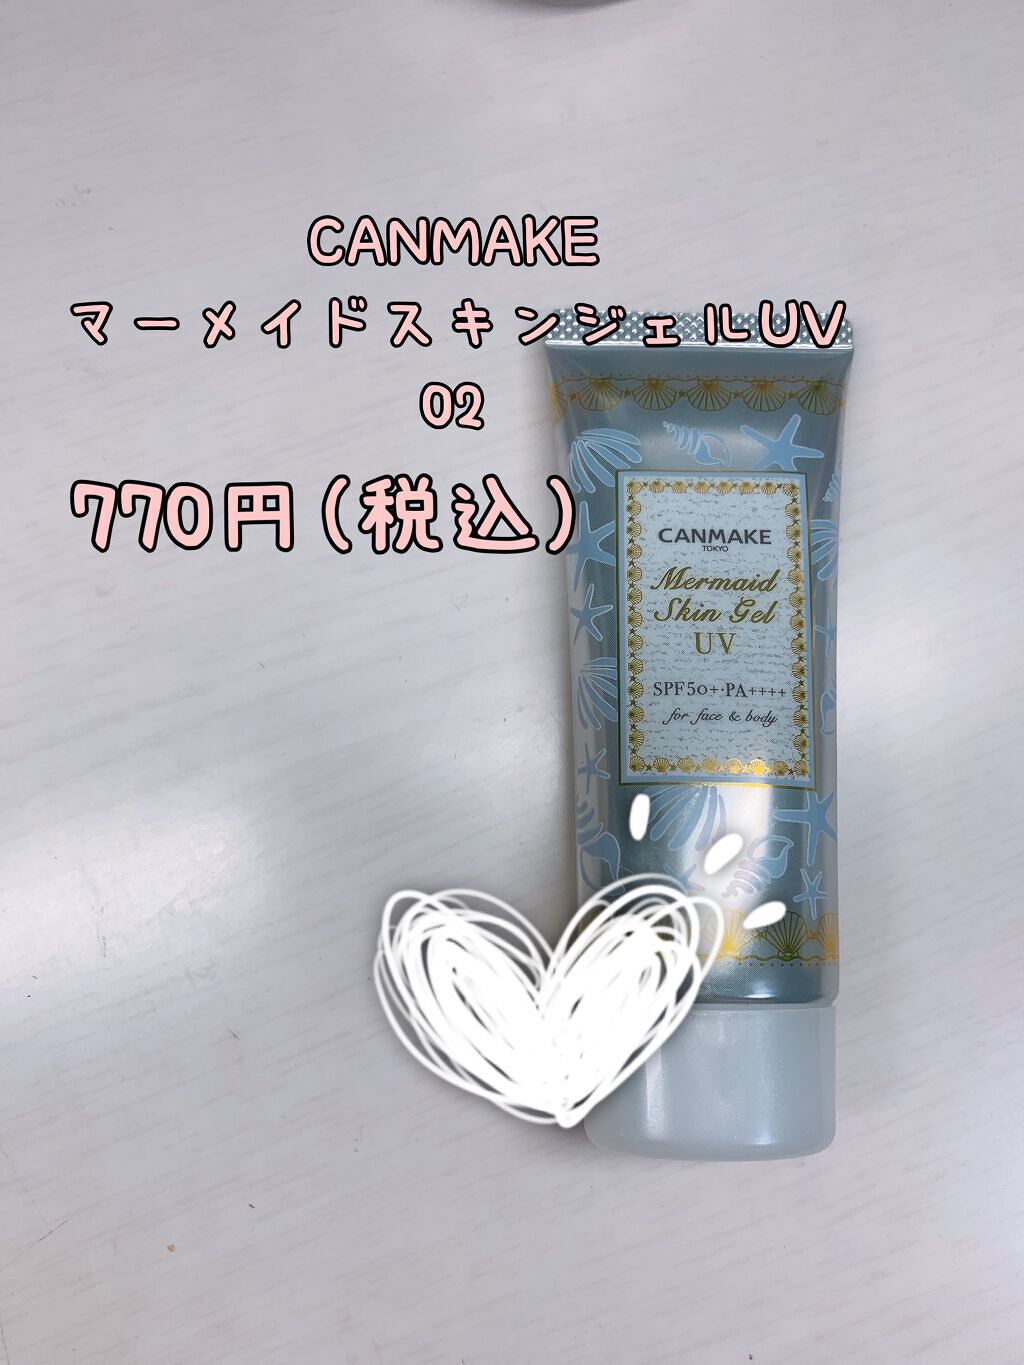 CANMAKE
マーメイドスキンジェルUV
02
770円(税込)
CANMAKE
TOKYO
Mermaid
Skin Gel
UV
SPF50+・PA++++
for face & body